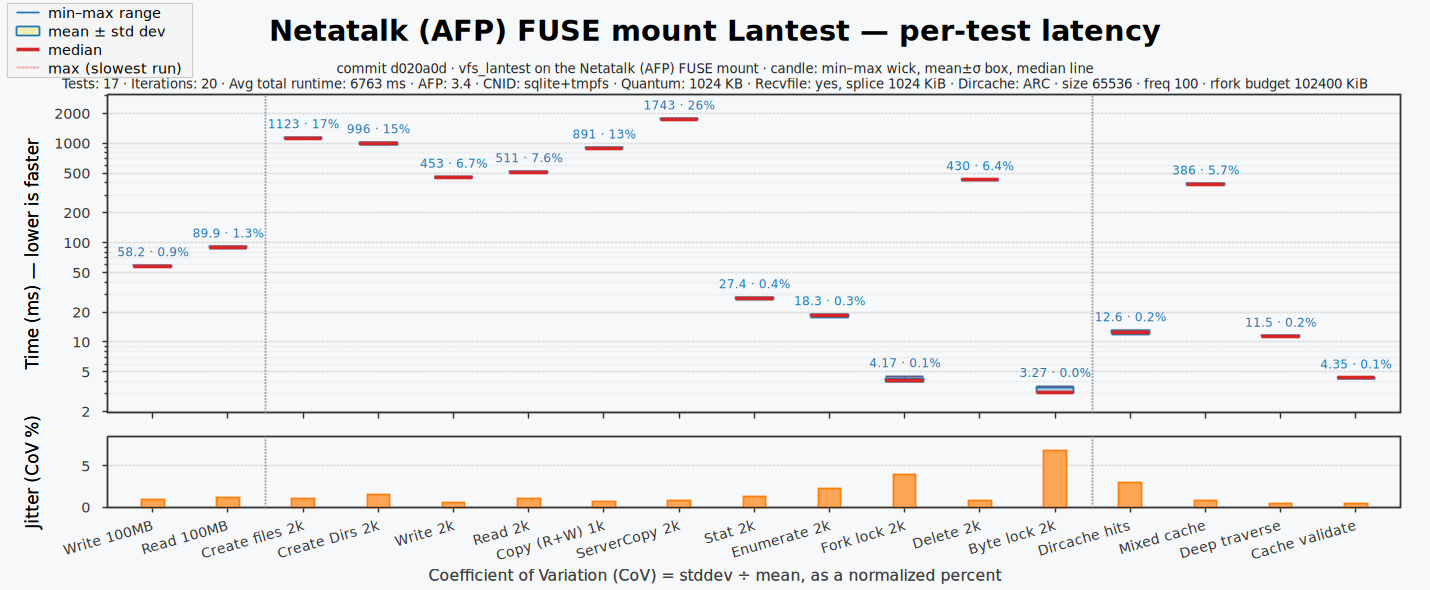 min–max range
mean ± std dev
median
max (slowest run)
Netatalk (AFP) FUSE mount Lantest — per-test latency
commit d020a0d · vfs_lantest on the Netatalk (AFP) FUSE mount · candle: min–max wick, mean±σ box, median line
Tests: 17 · Iterations: 20 · Avg total runtime: 6763 ms · AFP: 3.4 · CNID: sqlite+tmpfs · Quantum: 1024 KB · Recvfile: yes, splice 1024 KiB · Dircache: ARC · size 65536 · freq 100 · rfork budget 102400 KiB
Time (ms) — lower is faster
2000
1000
500
200
100
50
20
10
5
2
58.2 · 0.9%
89.9 · 1.3%
1123 · 17%
996 · 15%
453 · 6.7%
511 · 7.6%
891 · 13%
1743 · 26%
27.4 · 0.4%
18.3 · 0.3%
4.17 · 0.1%
430 · 6.4%
3.27 · 0.0%
12.6 · 0.2%
386 · 5.7%
11.5 · 0.2%
4.35 · 0.1%
Jitter (CoV %)
5
0
Write 100MB
Read 100MB
Create files 2k
Create Dirs 2k
Write 2k
Read 2k
Copy (R+W) 1k
ServerCopy 2k
Stat 2k
Enumerate 2k
Fork lock 2k
Delete 2k
Byte lock 2k
Dircache hits
Mixed cache
Deep traverse
Cache validate
Coefficient of Variation (CoV) = stddev ÷ mean, as a normalized percent